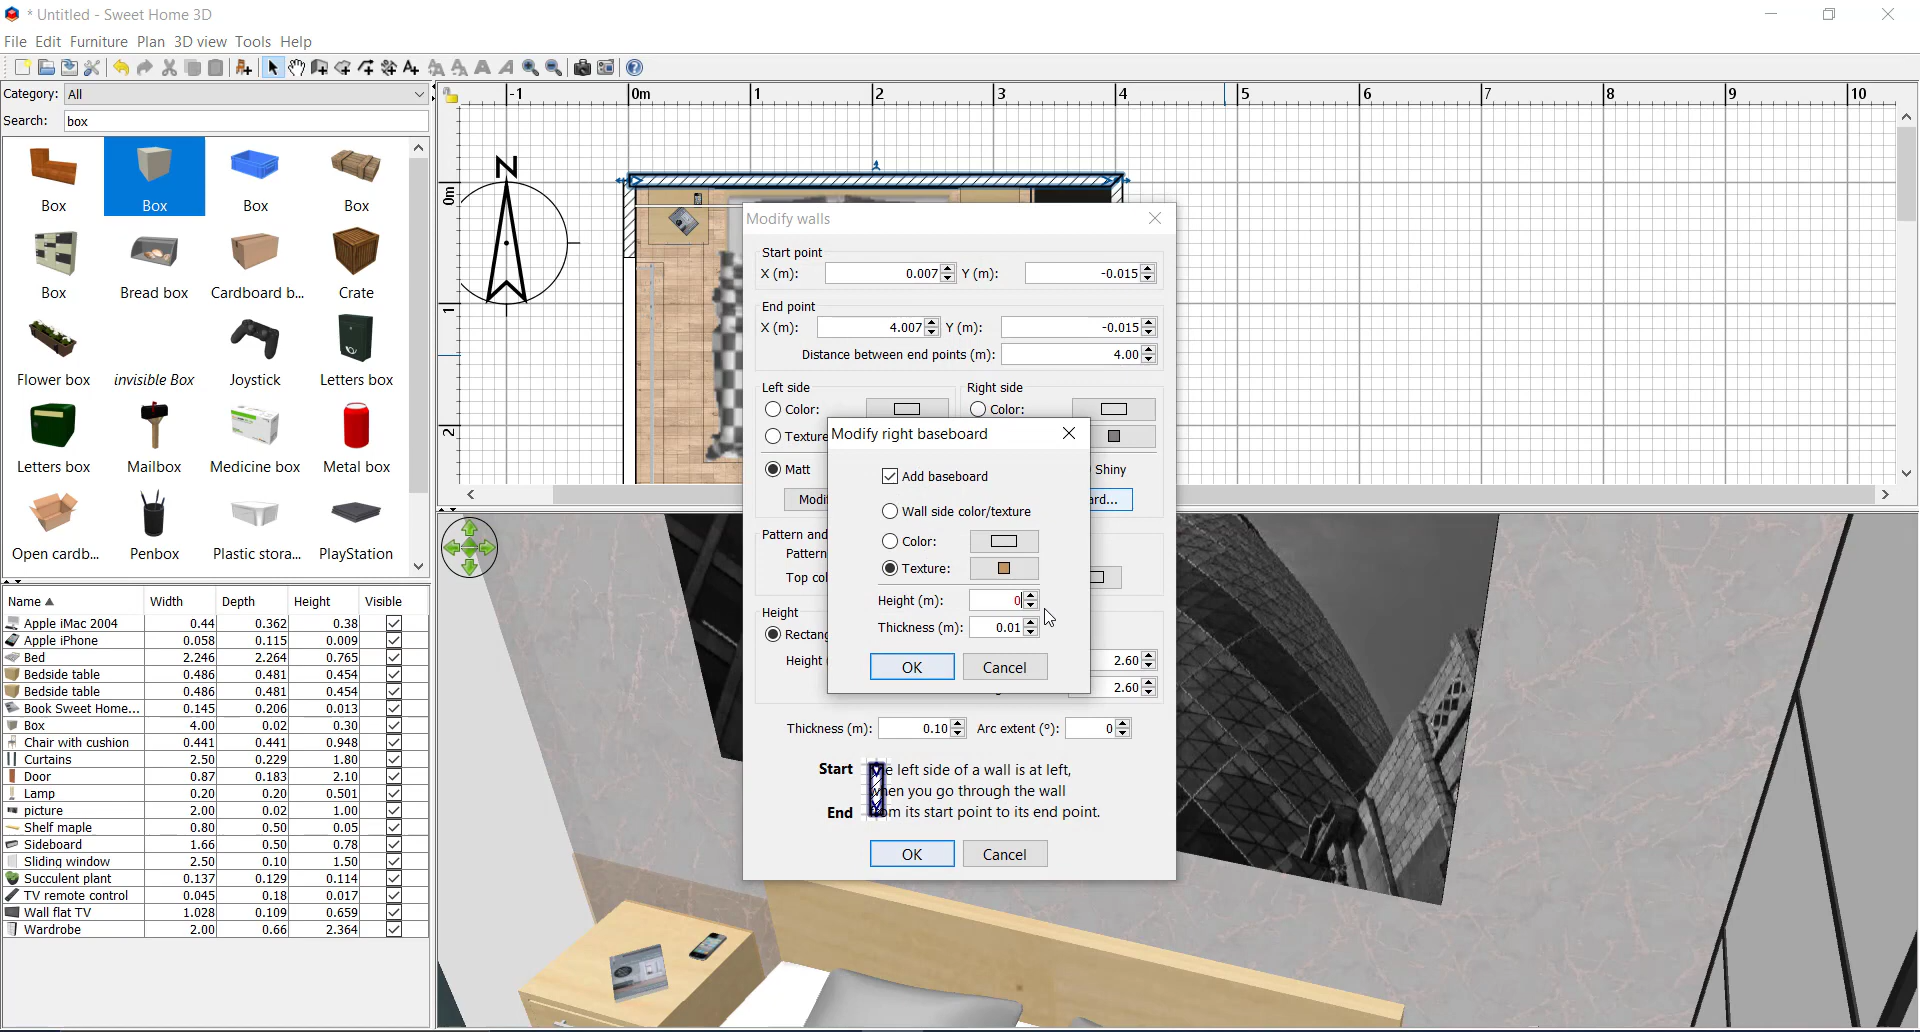 * Untitled - Sweet Home 3D
File Edit Furniture Plan 3D view Tools Help
Category: All
Search: box
Box Box Box Box
Box Bread box Cardboard b... Crate
Flower box invisible Box Joystick Letters box
Letters box Mailbox Medicine box Metal box
Open cardb... Penbox Plastic stora... PlayStation
Name Width Depth Height Visible
Apple iMac 2004 0.44 0.362 0.38
Apple iPhone 0.058 0.115 0.009
Bed 2.246 2.264 0.765
Bedside table 0.486 0.481 0.454
Bedside table 0.486 0.481 0.454
Book Sweet Home... 0.145 0.206 0.013
Box 4.00 0.02 0.30
Chair with cushion 0.441 0.441 0.948
Curtains 2.50 0.229 1.80
Door 0.87 0.183 2.10
Lamp 0.20 0.20 0.501
picture 2.00 0.02 1.00
Shelf maple 0.80 0.50 0.05
Sideboard 1.66 0.50 0.78
Sliding window 2.50 0.10 1.50
Succulent plant 0.137 0.129 0.114
TV remote control 0.045 0.18 0.017
Wall flat TV 1.028 0.109 0.659
Wardrobe 2.00 0.66 2.364
-1 0m 1 2 3 4 5 6 7 8 9 10
0m
1
2
N
Modify walls
Start point
X (m): 0.007 Y (m): -0.015
End point
X (m): 4.007 Y (m): -0.015
Distance between end points (m): 4.00
Left side Right side
Color: Color:
Texture
Matt Shiny
Modi ard...
Pattern and
Pattern
Top col
Height
Rectang
Height 2.60
2.60
Thickness (m): 0.10 Arc extent (°): 0
Start
End
The left side of a wall is at left,
when you go through the wall
from its start point to its end point.
OK Cancel
Modify right baseboard
Add baseboard
Wall side color/texture
Color:
Texture:
Height (m): 0
Thickness (m): 0.01
OK Cancel